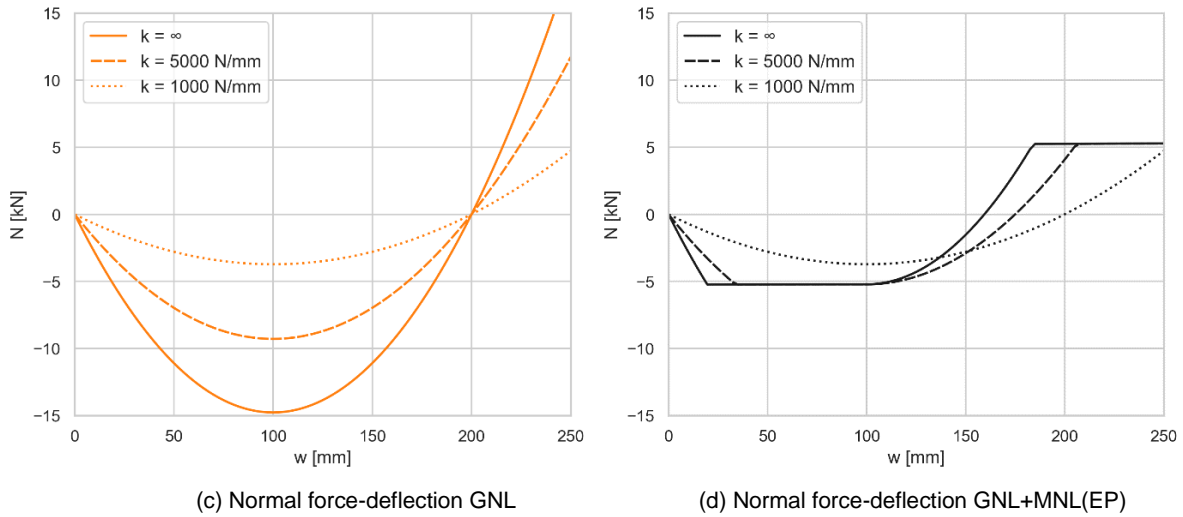 k = ∞
k = 5000 N/mm
k = 1000 N/mm
15
10
5
0
−5
−10
−15
N [kN]
0
50
100
150
200
250
w [mm]
(c) Normal force-deflection GNL
k = ∞
k = 5000 N/mm
k = 1000 N/mm
15
10
5
0
−5
−10
−15
N [kN]
0
50
100
150
200
250
w [mm]
(d) Normal force-deflection GNL+MNL(EP)